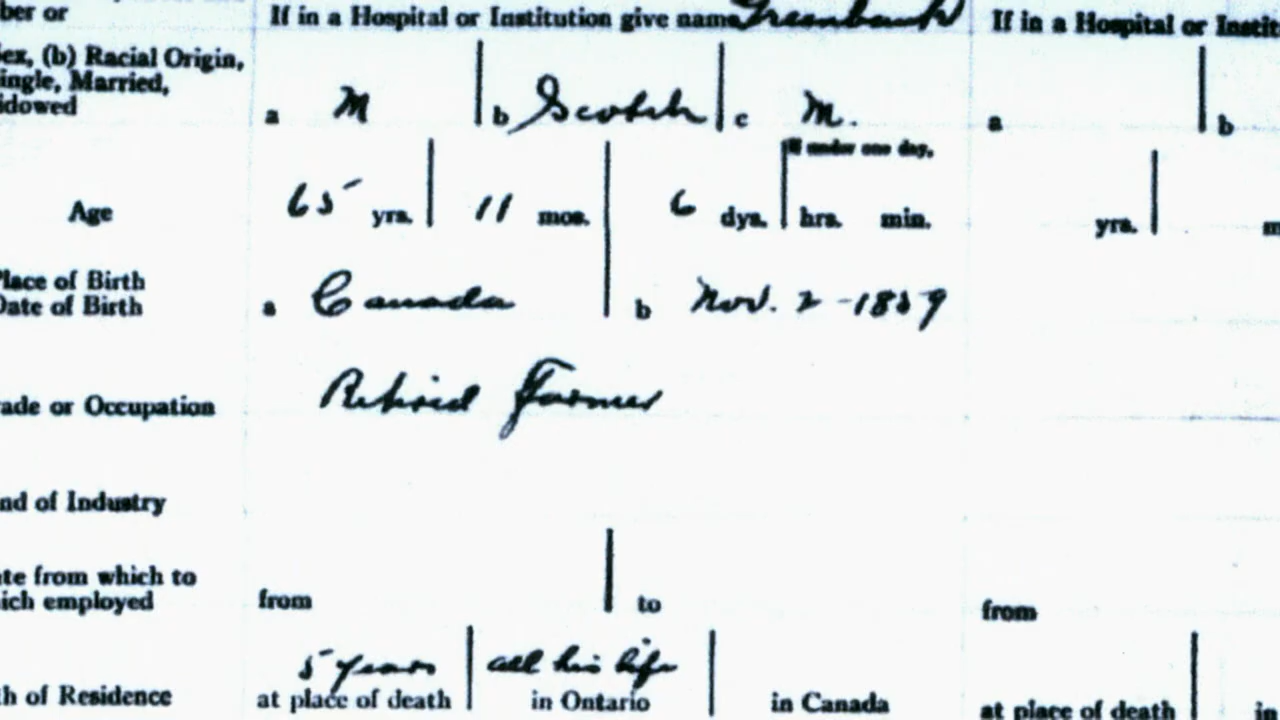 ber or If in a Hospital or Institution give name Greenbank If in a Hospital or Instit
ex, (b) Racial Origin,
ingle, Married,
idowed a M b Scotch c M. a b
If under one day,
Age 65 yrs. 11 mos. 6 dys. hrs. min. yrs. m
Place of Birth
Date of Birth a Canada b Nov. 2 - 1859
rade or Occupation Retired Farmer
nd of Industry
te from which to
ich employed from to from
5 years all his life
h of Residence at place of death in Ontario in Canada at place of death in